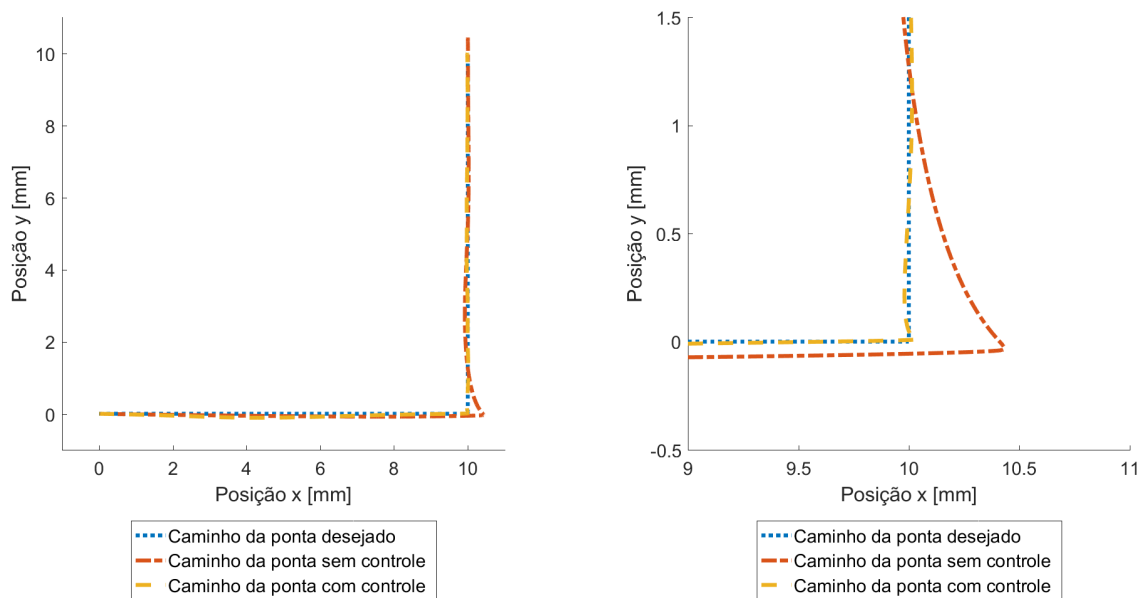 10
8
6
4
2
0
Posição y [mm]
0 2 4 6 8 10
Posição x [mm]
Caminho da ponta desejado
Caminho da ponta sem controle
Caminho da ponta com controle
1.5
1
0.5
0
-0.5
Posição y [mm]
9 9.5 10 10.5 11
Posição x [mm]
Caminho da ponta desejado
Caminho da ponta sem controle
Caminho da ponta com controle